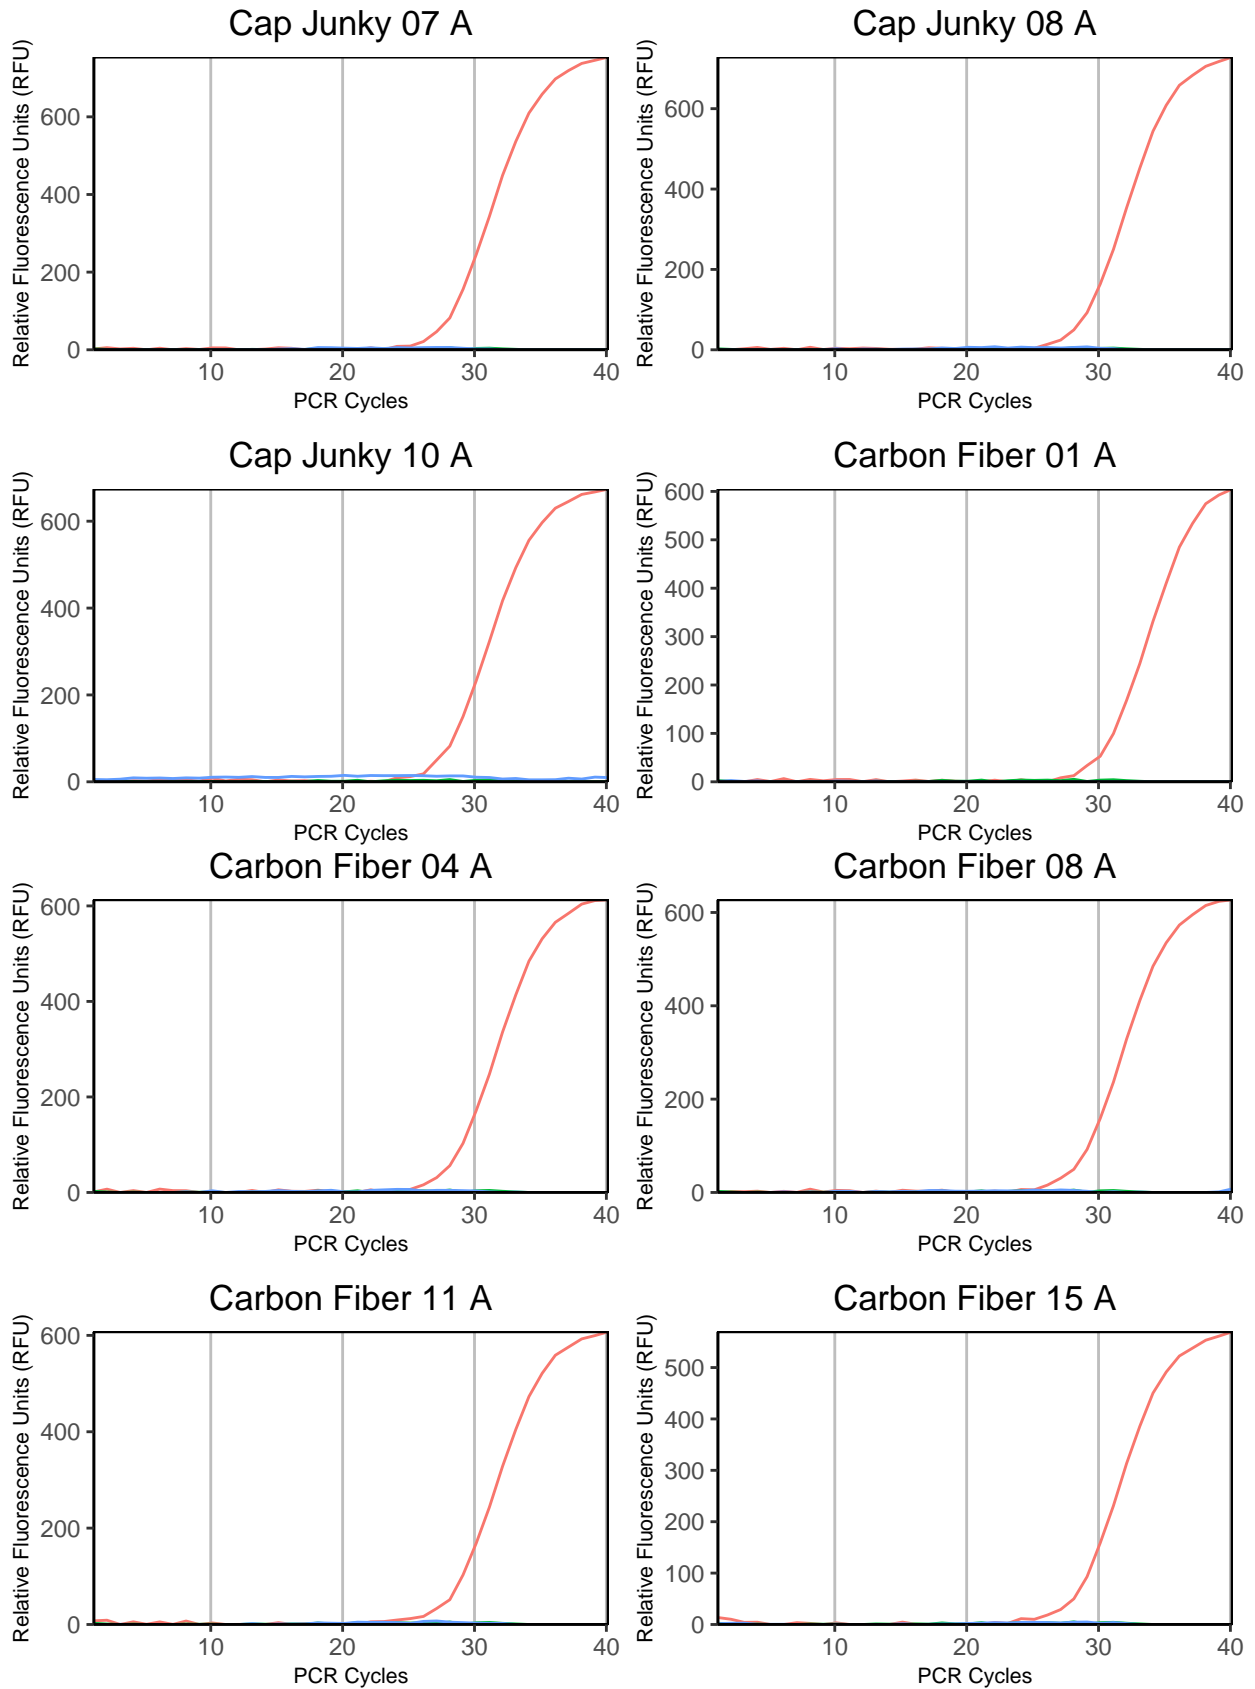 Cap Junky 07 A
Relative Fluorescence Units (RFU)
600
400
200
0
10 20 30 40
PCR Cycles
Cap Junky 08 A
Relative Fluorescence Units (RFU)
600
400
200
0
10 20 30 40
PCR Cycles
Cap Junky 10 A
Relative Fluorescence Units (RFU)
600
400
200
0
10 20 30 40
PCR Cycles
Carbon Fiber 01 A
Relative Fluorescence Units (RFU)
600
500
400
300
200
100
0
10 20 30 40
PCR Cycles
Carbon Fiber 04 A
Relative Fluorescence Units (RFU)
600
400
200
0
10 20 30 40
PCR Cycles
Carbon Fiber 08 A
Relative Fluorescence Units (RFU)
600
400
200
0
10 20 30 40
PCR Cycles
Carbon Fiber 11 A
Relative Fluorescence Units (RFU)
600
400
200
0
10 20 30 40
PCR Cycles
Carbon Fiber 15 A
Relative Fluorescence Units (RFU)
500
400
300
200
100
0
10 20 30 40
PCR Cycles